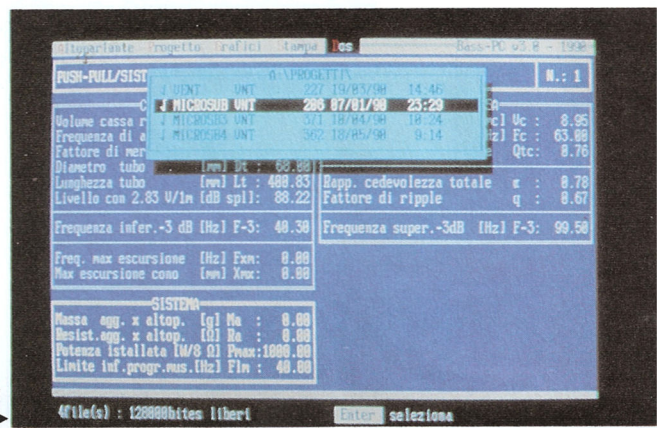 Altoparlante Progetto Grafici Stampa Dos Bass-PC v3.0 - 1990
PUSH-PULL/SIST N.: 1
A:\PROGETTI\
√ VENT VNT 227 19/03/90 14:46
√ MICROSUB VNT 286 07/01/90 23:29
√ MICROSB3 VNT 371 10/04/90 10:24
√ MICROSB4 VNT 362 18/05/90 9:14
Volume cassa r
c] Vc : 8.95
Frequenza di a
z] Fc : 63.00
Fattore di mer
Qtc: 0.76
Diametro tubo [mm] Dt : 68.00
Lunghezza tubo [mm] Lt : 400.83
Rapp. cedevolezza totale ε : 0.78
Livello con 2.83 V/1m [dB spl]: 88.22
Fattore di ripple q : 0.67
Frequenza infer.-3 dB [Hz] F-3: 40.30
Frequenza super.-3dB [Hz] F-3: 99.50
Freq. max escursione [Hz] Fxm: 0.00
Max escursione cono [mm] Xmx: 0.00
SISTEMA
Massa agg. x altop. [g] Ma : 0.00
Resist.agg. x altop. [Ω] Ra : 0.00
Potenza istallata [W/8 Ω] Pmax:1000.00
Limite inf.progr.mus.[Hz] Flm : 40.00
4file(s) : 128000bites liberi Enter seleziona